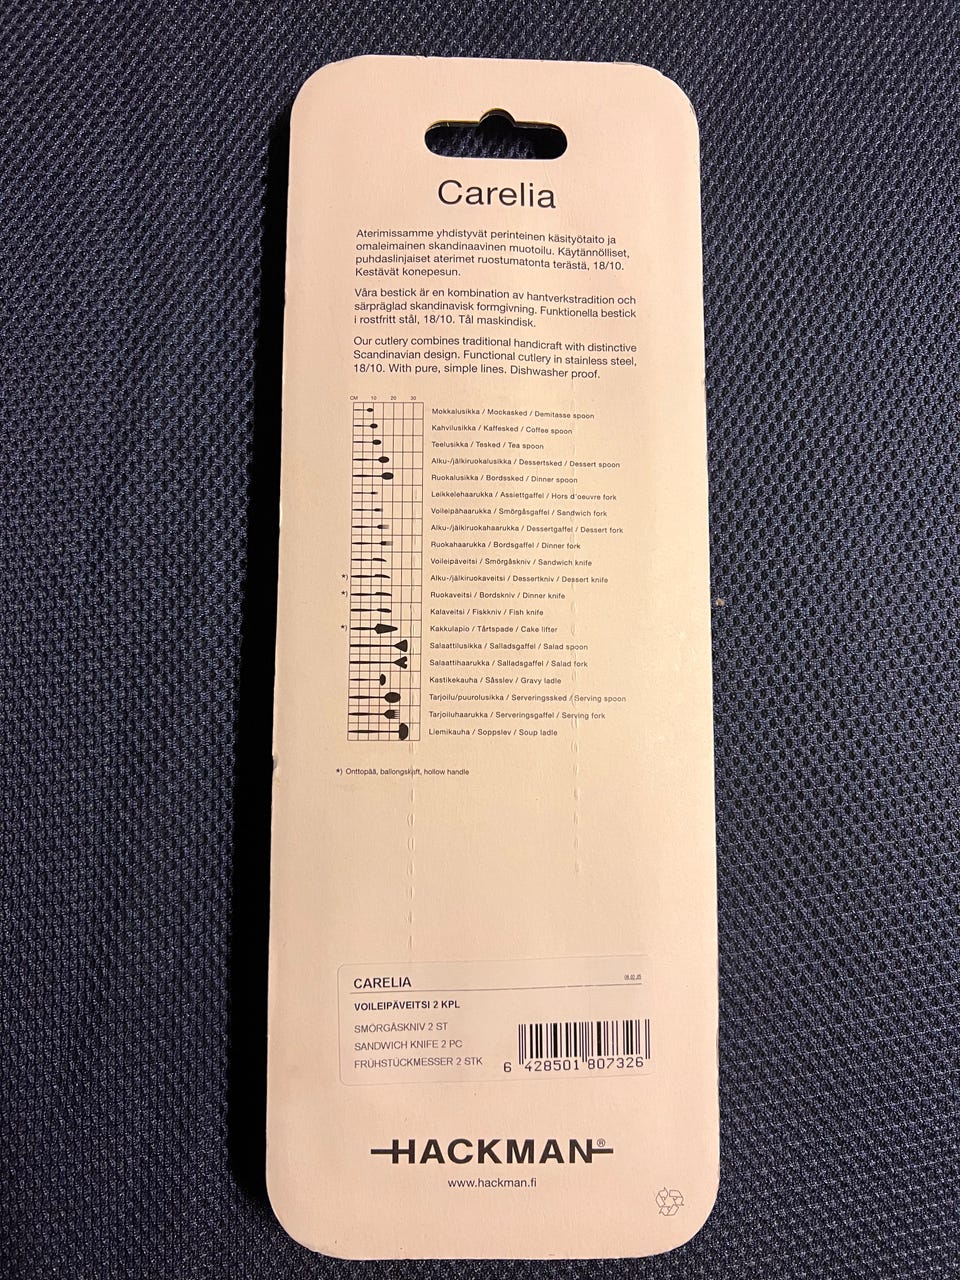 Carelia
Aterimissamme yhdistyvät perinteinen käsityötaito ja
omaleimainen skandinaavinen muotoilu. Käytännölliset,
puhdaslinjaiset aterimet ruostumatonta terästä, 18/10.
Kestävät konepesun.
Våra bestick är en kombination av hantverkstradition och
särpräglad skandinavisk formgivning. Funktionella bestick
i rostfritt stål, 18/10. Tål maskindisk.
Our cutlery combines traditional handicraft with distinctive
Scandinavian design. Functional cutlery in stainless steel,
18/10. With pure, simple lines. Dishwasher proof.
CM 10 20 30
Mokkalusikka / Mockasked / Demitasse spoon
Kahvilusikka / Kaffesked / Coffee spoon
Teelusikka / Tesked / Tea spoon
Alku-/jälkiruokalusikka / Dessertsked / Dessert spoon
Ruokalusikka / Bordssked / Dinner spoon
Leikkelehaarukka / Assiettgaffel / Hors d'oeuvre fork
Voileipähaarukka / Smörgåsgaffel / Sandwich fork
Alku-/jälkiruokahaarukka / Dessertgaffel / Dessert fork
Ruokahaarukka / Bordsgaffel / Dinner fork
Voileipäveitsi / Smörgåskniv / Sandwich knife
*) Alku-/jälkiruokaveitsi / Dessertkniv / Dessert knife
*) Ruokaveitsi / Bordskniv / Dinner knife
Kalaveitsi / Fiskkniv / Fish knife
*) Kakkulapio / Tårtspade / Cake lifter
Salaattilusikka / Salladsgaffel / Salad spoon
Salaattihaarukka / Salladsgaffel / Salad fork
Kastikekauha / Såsslev / Gravy ladle
Tarjoilu/puurolusikka / Serveringssked / Serving spoon
Tarjoiluhaarukka / Serveringsgaffel / Serving fork
Liemikauha / Soppslev / Soup ladle
*) Onttopää, ballongskaft, hollow handle
CARELIA
VOILEIPÄVEITSI 2 KPL
SMÖRGÅSKNIV 2 ST
SANDWICH KNIFE 2 PC
FRÜHSTÜCKMESSER 2 STK
6 428501 807326
HACKMAN®
www.hackman.fi